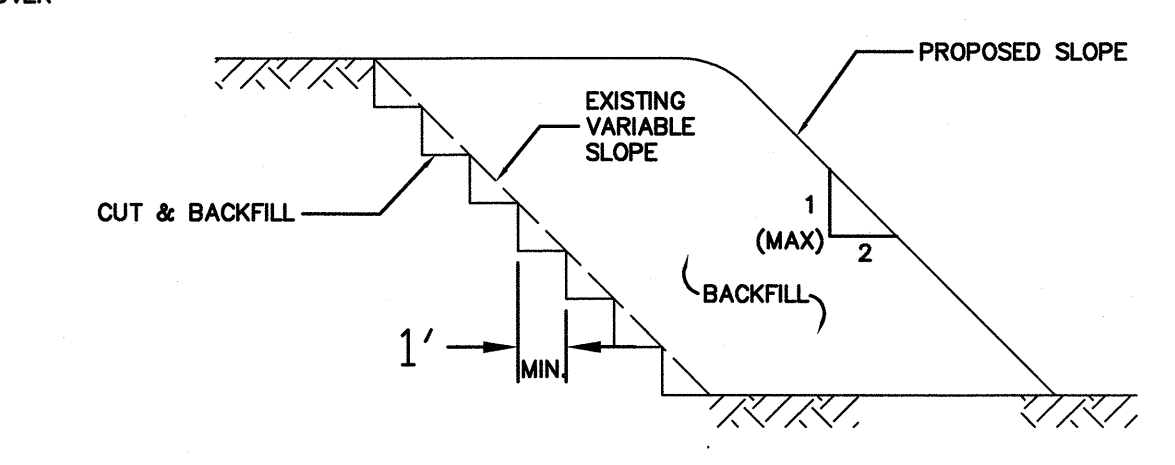 PROPOSED SLOPE
EXISTING
VARIABLE
SLOPE
CUT & BACKFILL
1
(MAX)
2
BACKFILL
1'
MIN.